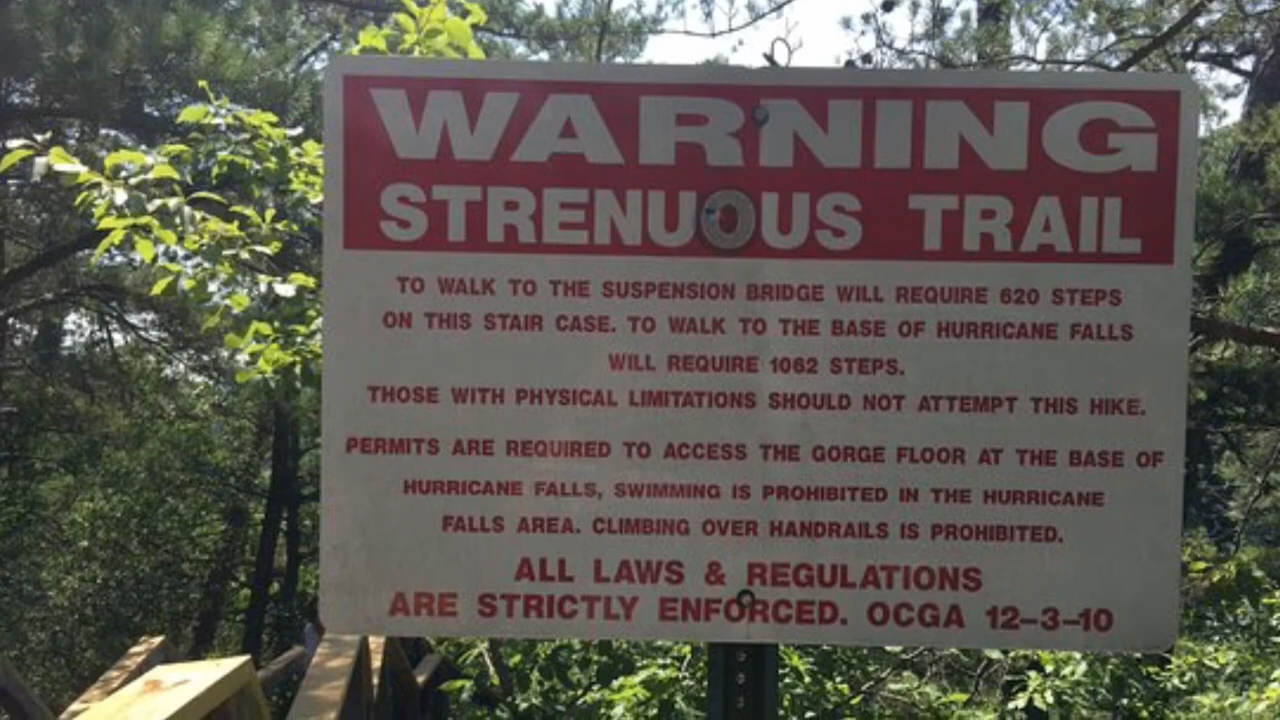 WARNING
STRENUOUS TRAIL
TO WALK TO THE SUSPENSION BRIDGE WILL REQUIRE 620 STEPS
ON THIS STAIR CASE. TO WALK TO THE BASE OF HURRICANE FALLS
WILL REQUIRE 1062 STEPS.
THOSE WITH PHYSICAL LIMITATIONS SHOULD NOT ATTEMPT THIS HIKE.
PERMITS ARE REQUIRED TO ACCESS THE GORGE FLOOR AT THE BASE OF
HURRICANE FALLS, SWIMMING IS PROHIBITED IN THE HURRICANE
FALLS AREA. CLIMBING OVER HANDRAILS IS PROHIBITED.
ALL LAWS & REGULATIONS
ARE STRICTLY ENFORCED. OCGA 12-3-10